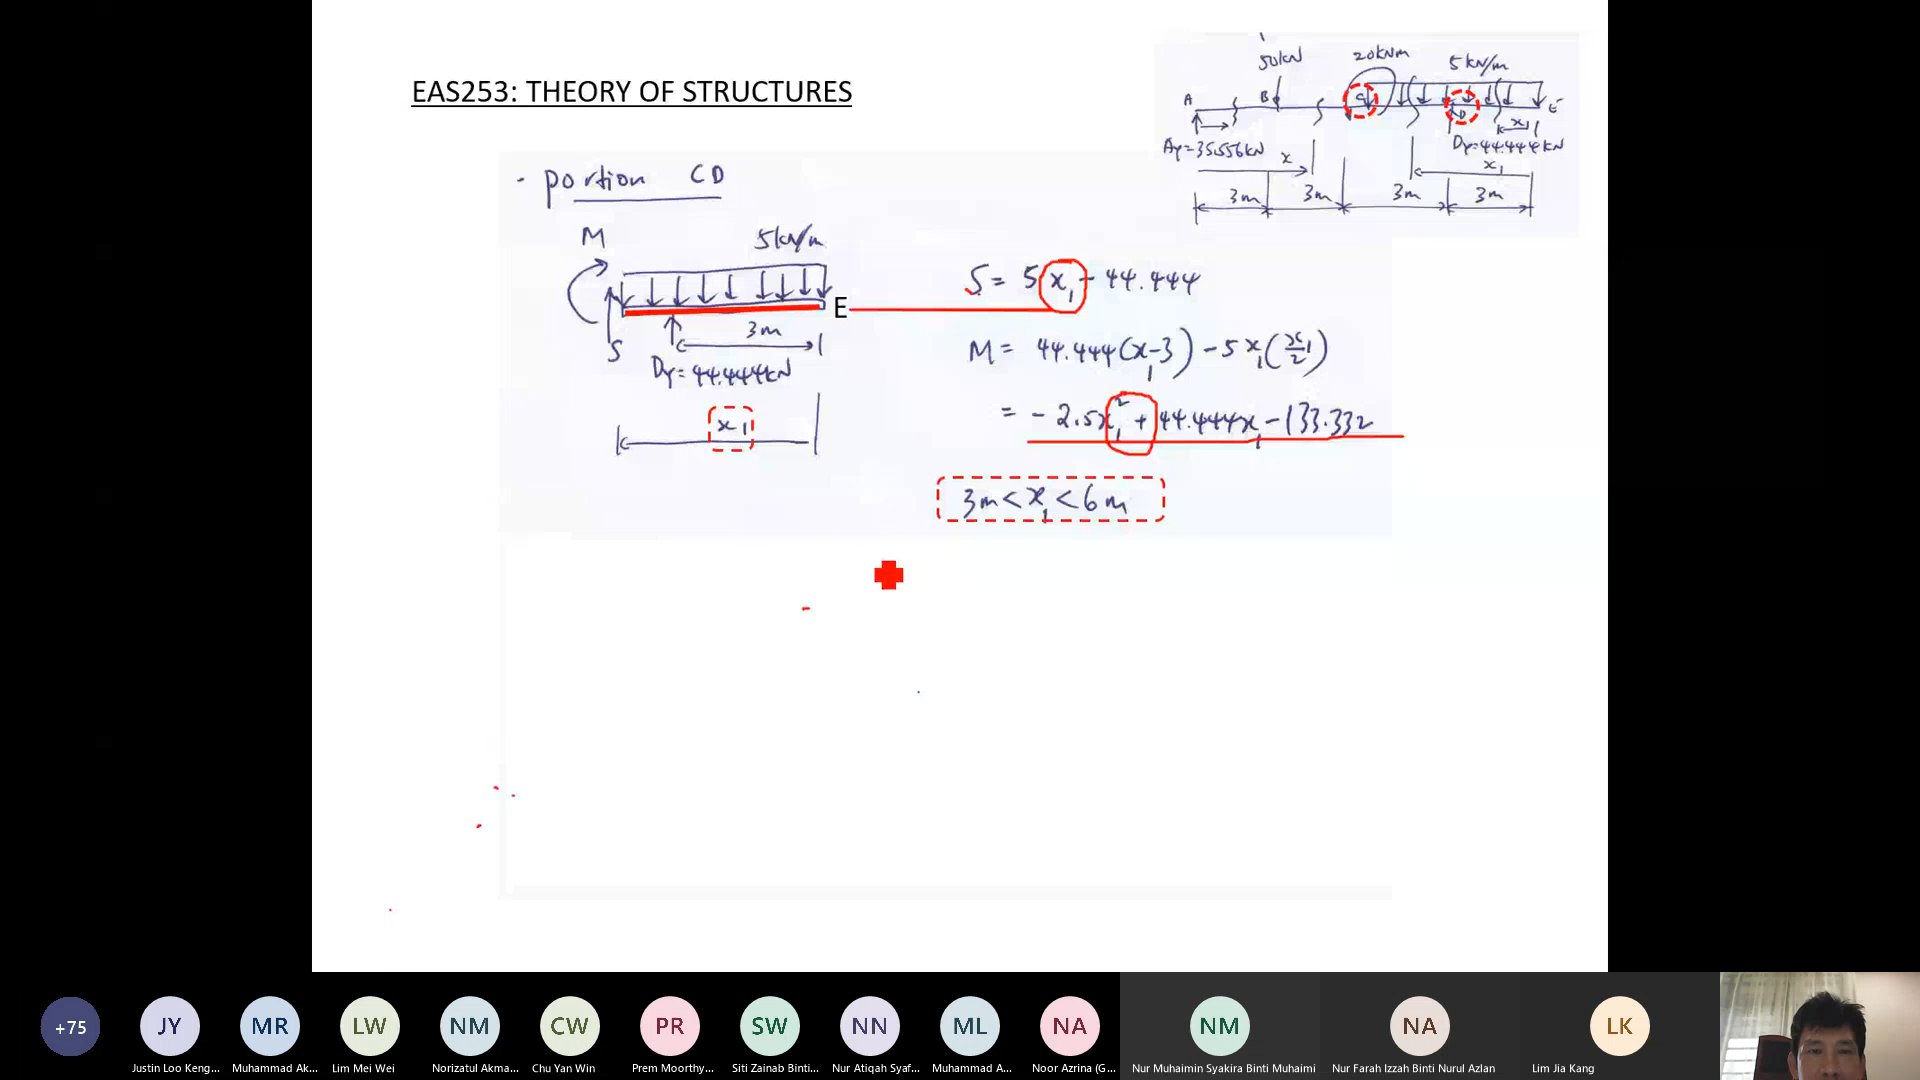 EAS253: THEORY OF STRUCTURES
50kN
20kNm
5kN/m
A
B
C
D
E
Ay=35.556kN
x
Dy=44.444kN
x₁
x₁
3m
3m
3m
3m
· portion CD
M
5kN/m
E
S
3m
Dy=44.444kN
x₁
S = 5x₁ - 44.444
M = 44.444(x₁-3) - 5x₁(x₁/2)
= -2.5x₁² + 44.444x₁ - 133.332
3m < x₁ < 6m
+75
JY
MR
LW
NM
CW
PR
SW
NN
ML
NA
NM
NA
LK
Justin Loo Keng...
Muhammad Ak...
Lim Mei Wei
Norizatul Akma...
Chu Yan Win
Prem Moorthy...
Siti Zainab Binti...
Nur Atiqah Syaf...
Muhammad A...
Noor Azrina (G...
Nur Muhaimin Syakira Binti Muhaimi
Nur Farah Izzah Binti Nurul Azlan
Lim Jia Kang